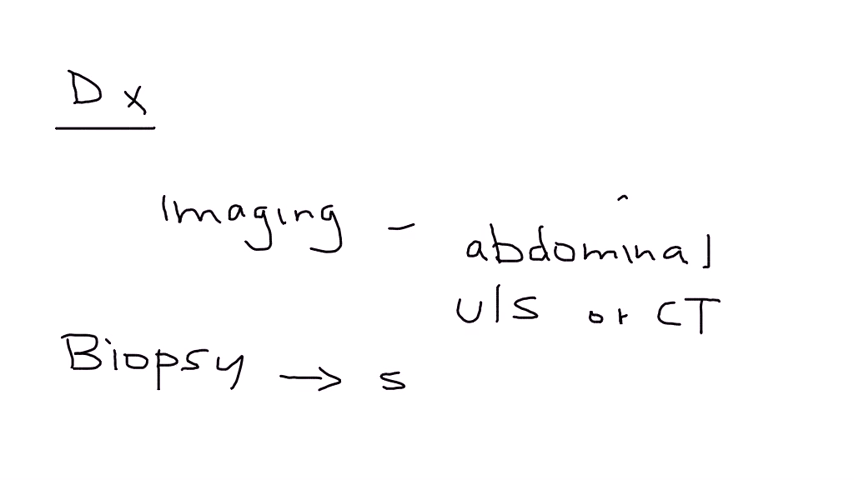 Dx
Imaging - abdominal
u/s or CT
Biopsy → s